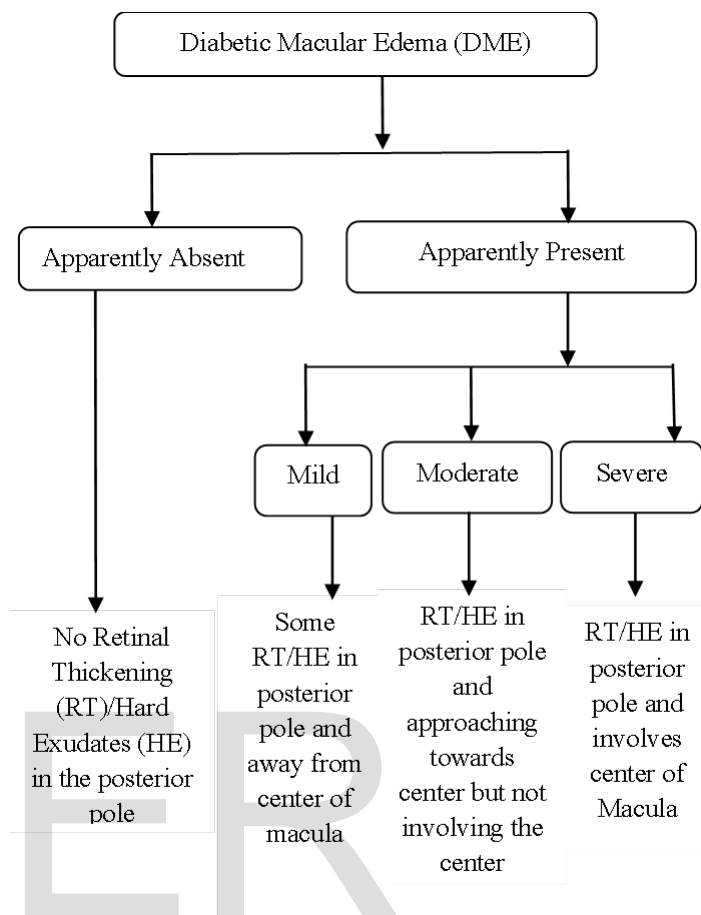 Diabetic Macular Edema (DME)
Apparently Absent
Apparently Present
Mild
Moderate
Severe
No Retinal
Thickening
(RT)/Hard
Exudates (HE)
in the posterior
pole
Some
RT/HE in
posterior
pole and
away from
center of
macula
RT/HE in
posterior pole
and
approaching
towards
center but not
involving the
center
RT/HE in
posterior
pole and
involves
center of
Macula
ER